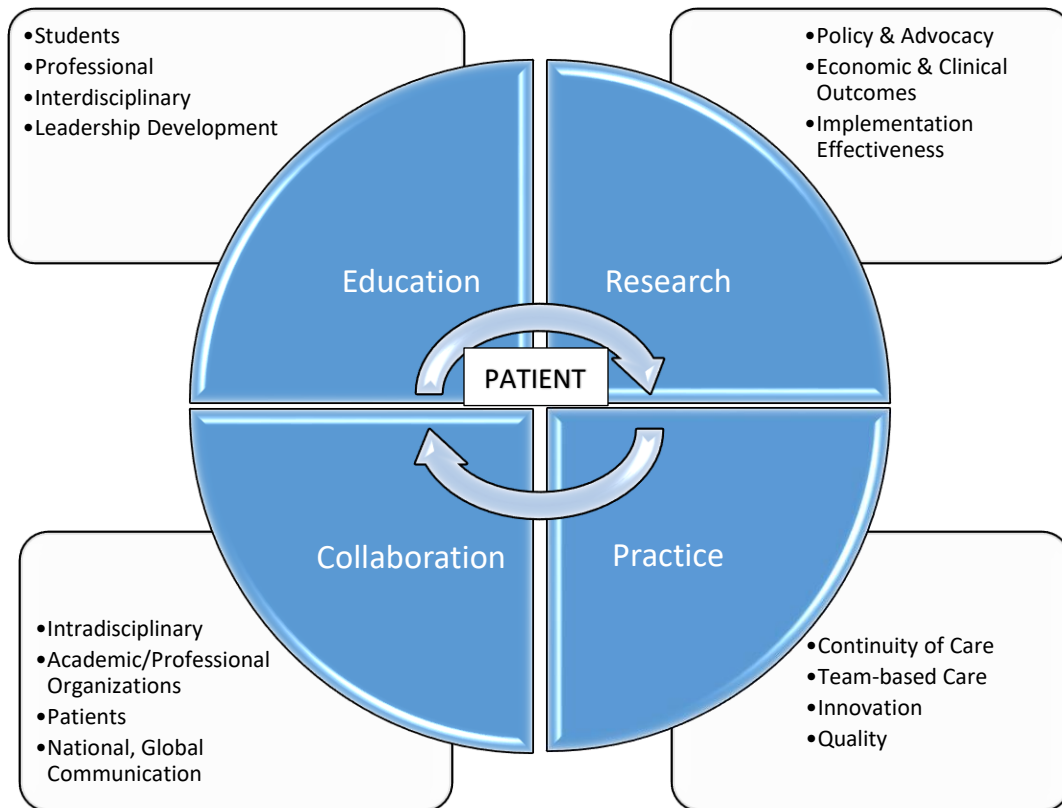 •Students
•Professional
•Interdisciplinary
•Leadership Development
•Policy & Advocacy
•Economic & Clinical
Outcomes
•Implementation
Effectiveness
Education
Research
PATIENT
Collaboration
Practice
•Intradisciplinary
•Academic/Professional
Organizations
•Patients
•National, Global
Communication
•Continuity of Care
•Team-based Care
•Innovation
•Quality